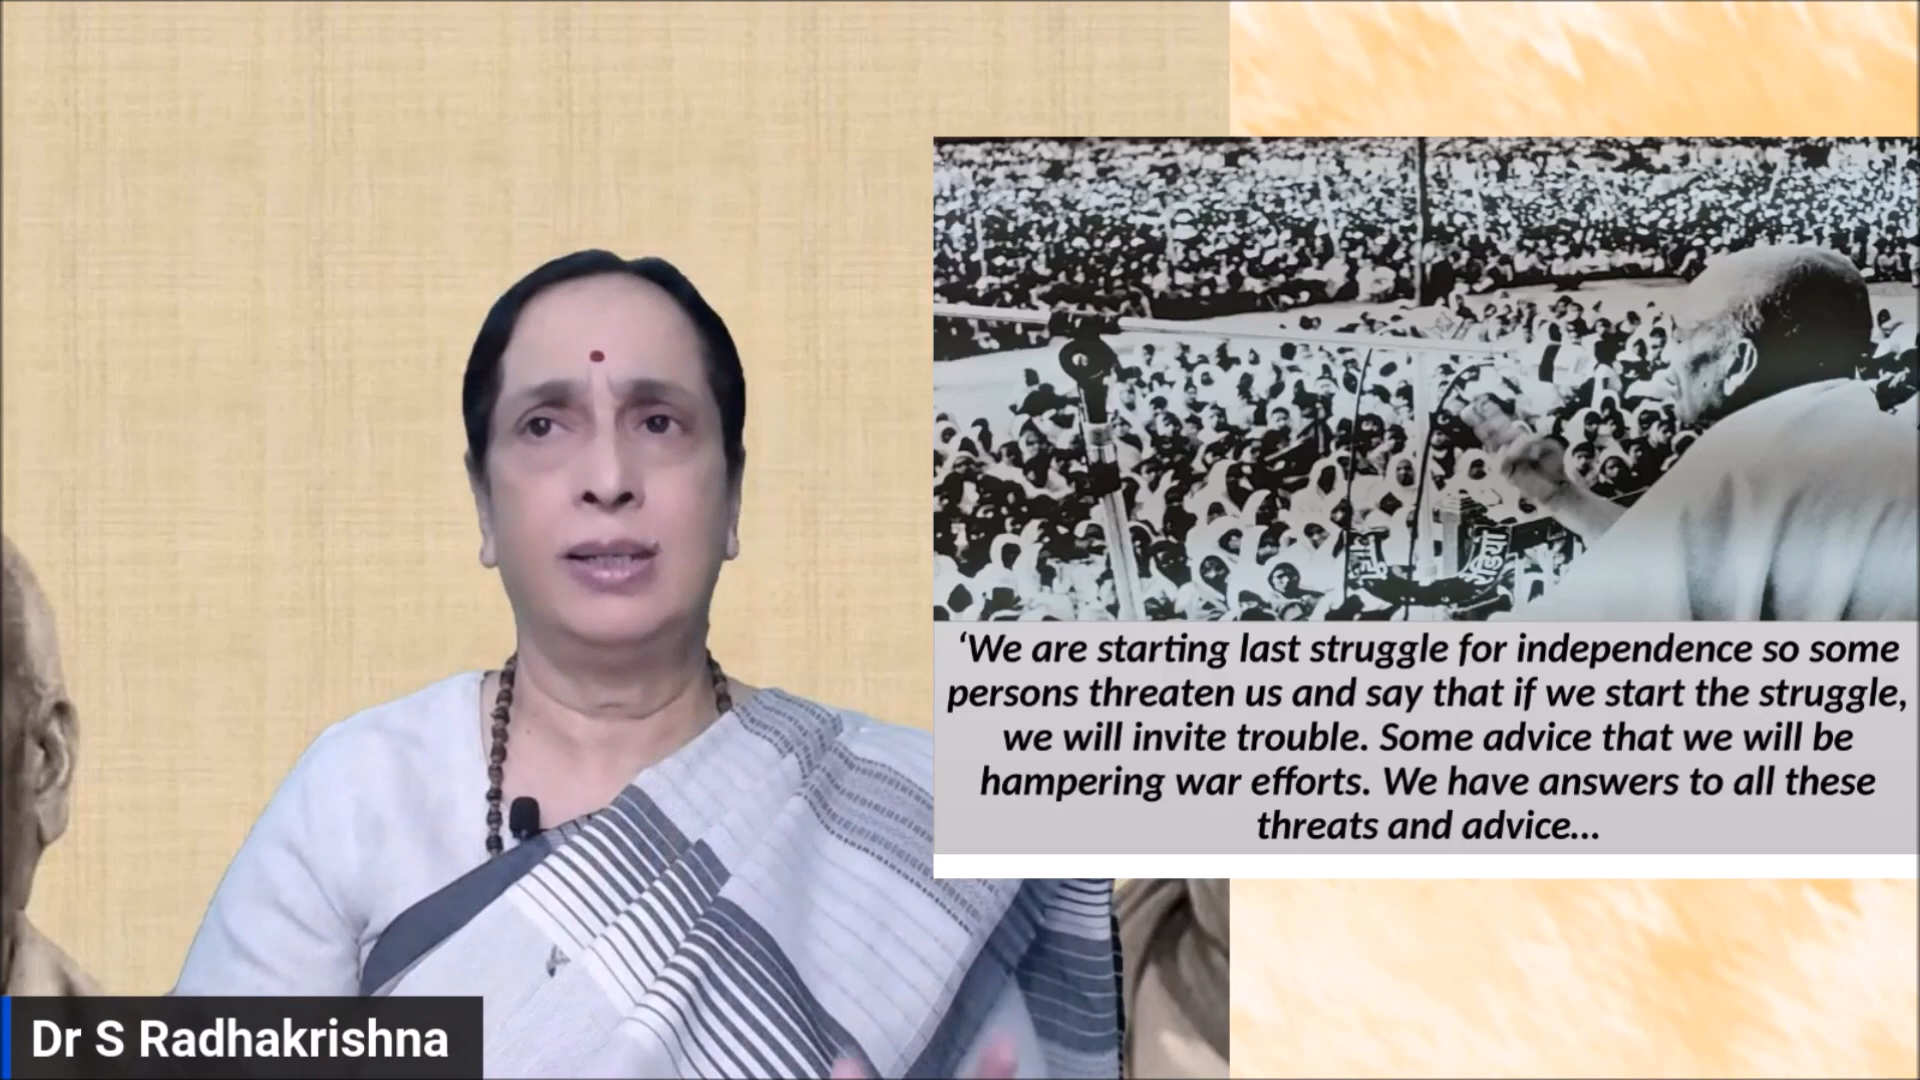 ‘We are starting last struggle for independence so some
persons threaten us and say that if we start the struggle,
we will invite trouble. Some advice that we will be
hampering war efforts. We have answers to all these
threats and advice...
Dr S Radhakrishna